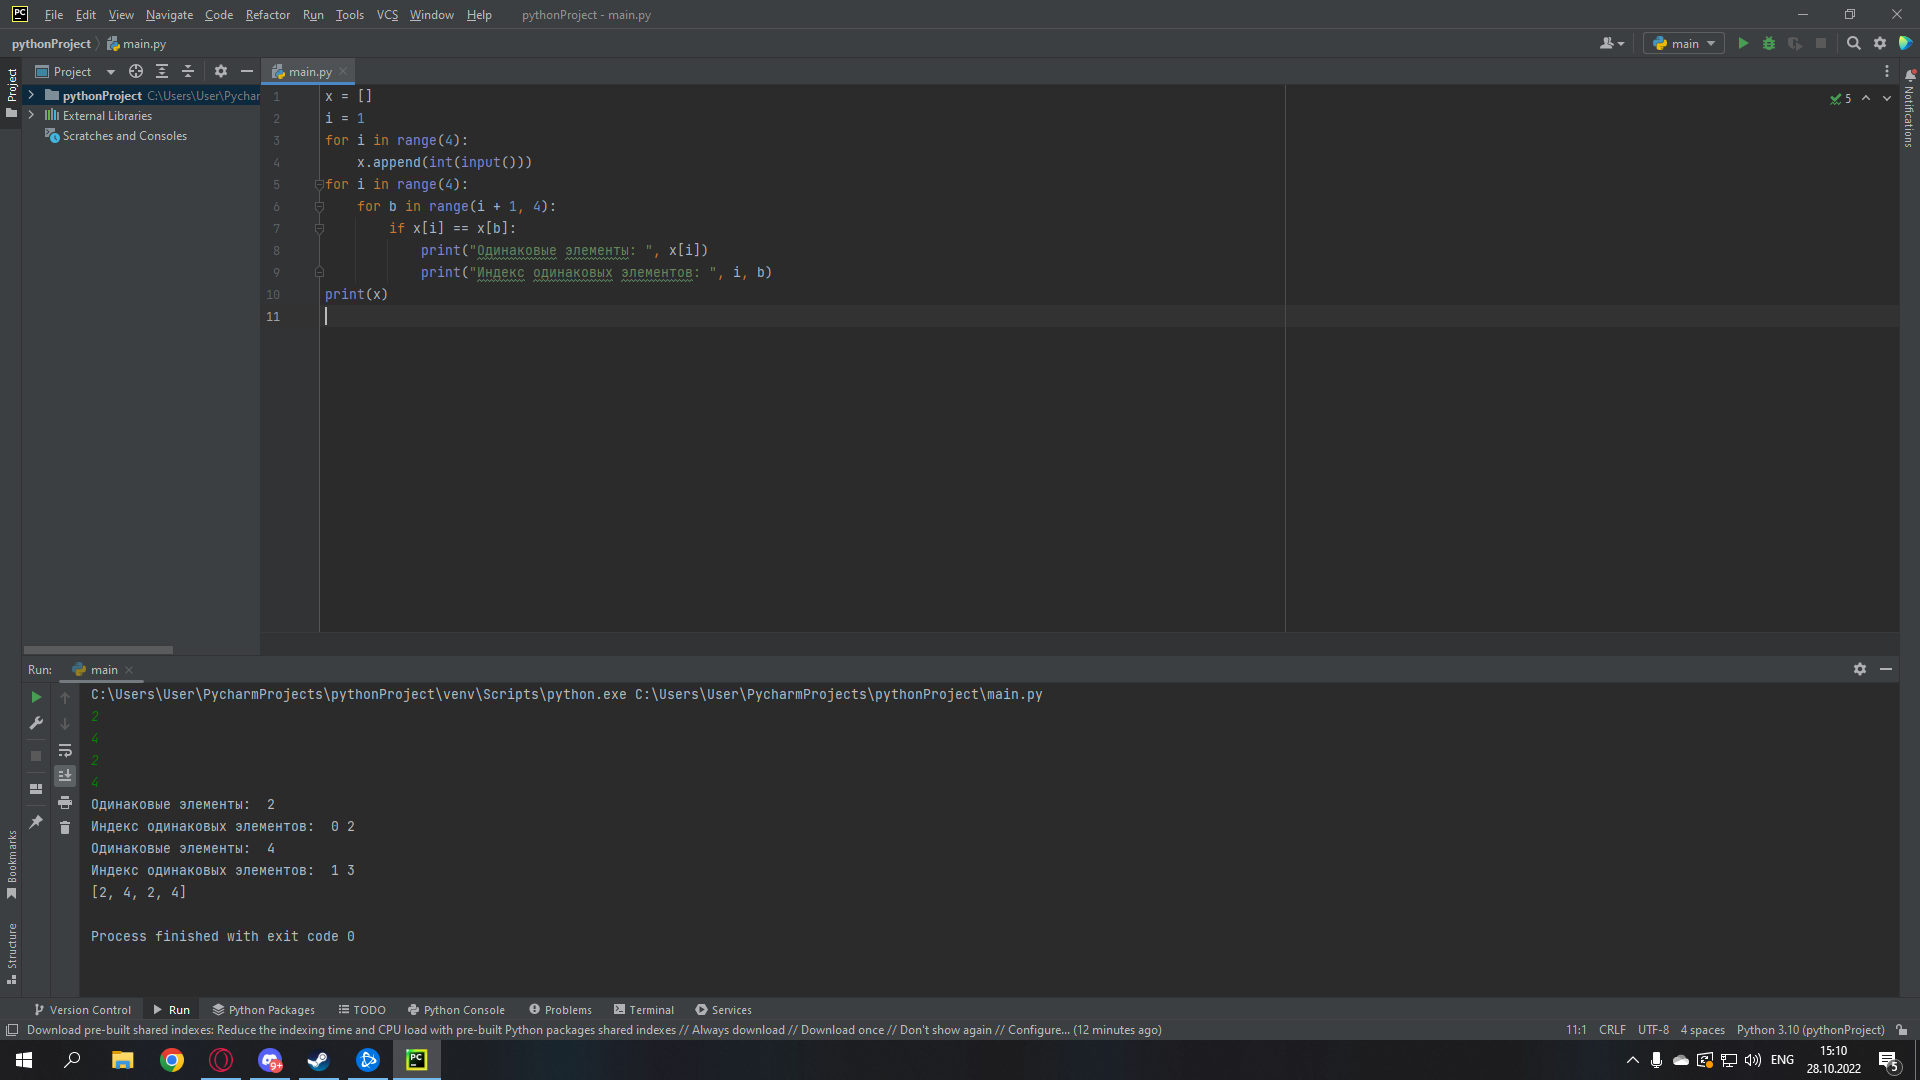 PC File Edit View Navigate Code Refactor Run Tools VCS Window Help pythonProject - main.py
pythonProject main.py main
Project main.py
Project
pythonProject C:\Users\User\Pychar
External Libraries
Scratches and Consoles
Notifications
5
1 x = []
2 i = 1
3 for i in range(4):
4 x.append(int(input()))
5 for i in range(4):
6 for b in range(i + 1, 4):
7 if x[i] == x[b]:
8 print("Одинаковые элементы: ", x[i])
9 print("Индекс одинаковых элементов: ", i, b)
10 print(x)
11
Run: main
C:\Users\User\PycharmProjects\pythonProject\venv\Scripts\python.exe C:\Users\User\PycharmProjects\pythonProject\main.py
2
4
2
4
Одинаковые элементы:  2
Индекс одинаковых элементов:  0 2
Одинаковые элементы:  4
Индекс одинаковых элементов:  1 3
[2, 4, 2, 4]
Process finished with exit code 0
Bookmarks
Structure
Version Control Run Python Packages TODO Python Console Problems Terminal Services
Download pre-built shared indexes: Reduce the indexing time and CPU load with pre-built Python packages shared indexes // Always download // Download once // Don't show again // Configure... (12 minutes ago) 11:1 CRLF UTF-8 4 spaces Python 3.10 (pythonProject)
9+ PC ENG 15:10
28.10.2022 5